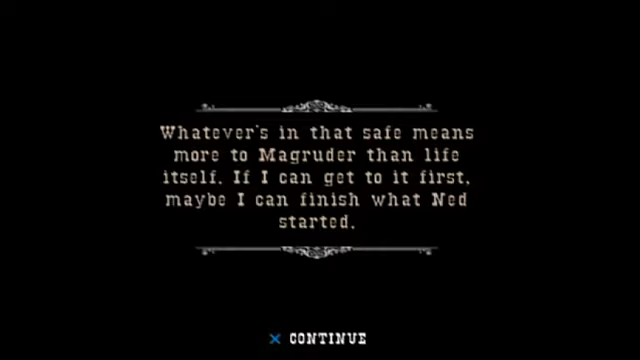 Whatever's in that safe means
more to Magruder than life
itself. If I can get to it first,
maybe I can finish what Ned
started.
CONTINUE